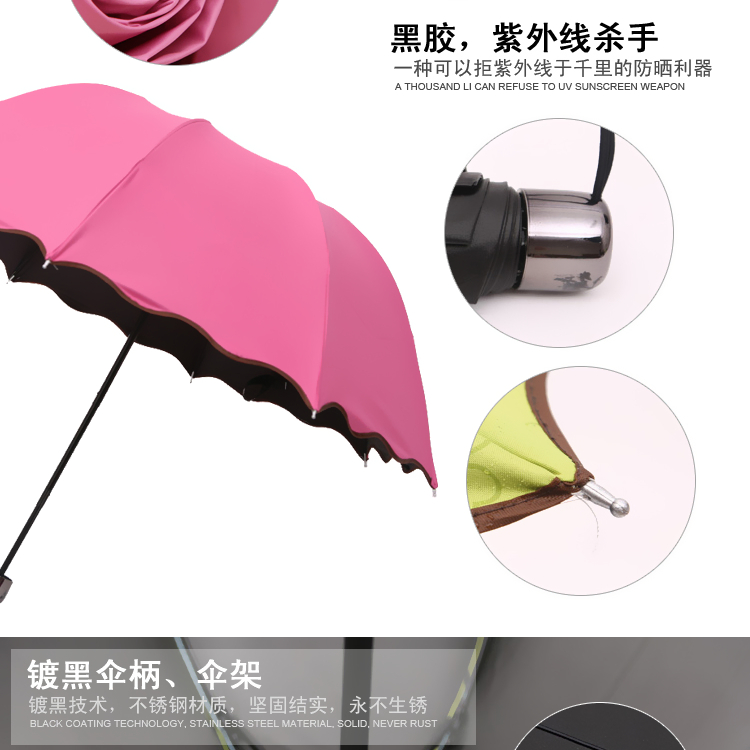 黑胶，紫外线杀手
一种可以拒紫外线于千里的防晒利器
A THOUSAND LI CAN REFUSE TO UV SUNSCREEN WEAPON
镀黑伞柄、伞架
镀黑技术，不锈钢材质，坚固结实，永不生锈
BLACK COATING TECHNOLOGY, STAINLESS STEEL MATERIAL, SOLID, NEVER RUST